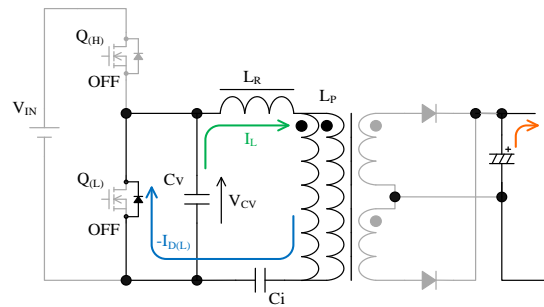 Q(H)
OFF
VIN
LR
LP
IL
Q(L)
OFF
CV
VCV
-ID(L)
Ci
+